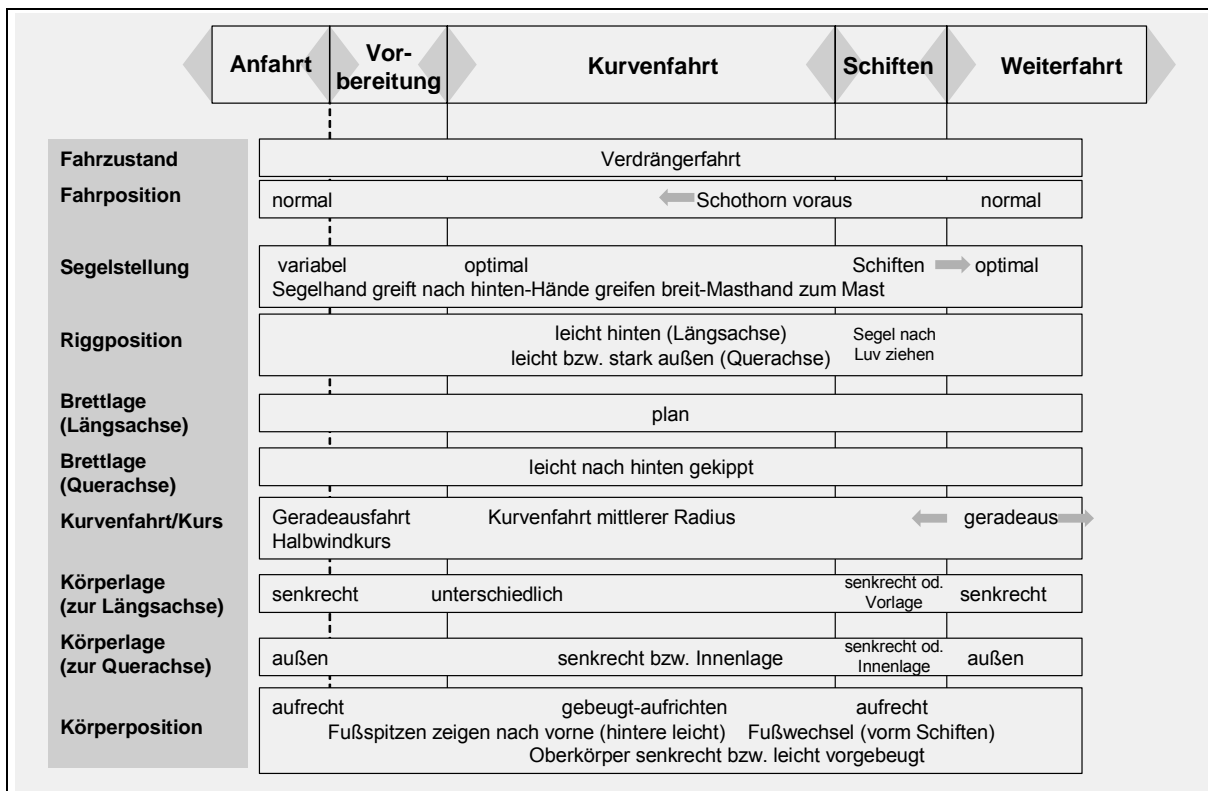 Anfahrt
Vor-
bereitung
Kurvenfahrt
Schiften
Weiterfahrt
Fahrzustand
Verdrängerfahrt
Fahrposition
normal
Schothorn voraus
normal
Segelstellung
variabel
optimal
Schiften
optimal
Segelhand greift nach hinten-Hände greifen breit-Masthand zum Mast
Riggposition
leicht hinten (Längsachse)
leicht bzw. stark außen (Querachse)
Segel nach
Luv ziehen
Brettlage
(Längsachse)
plan
Brettlage
(Querachse)
leicht nach hinten gekippt
Kurvenfahrt/Kurs
Geradeausfahrt
Halbwindkurs
Kurvenfahrt mittlerer Radius
geradeaus
Körperlage
(zur Längsachse)
senkrecht
unterschiedlich
senkrecht od.
Vorlage
senkrecht
Körperlage
(zur Querachse)
außen
senkrecht bzw. Innenlage
senkrecht od.
Innenlage
außen
Körperposition
aufrecht
gebeugt-aufrichten
aufrecht
Fußspitzen zeigen nach vorne (hintere leicht)
Fußwechsel (vorm Schiften)
Oberkörper senkrecht bzw. leicht vorgebeugt